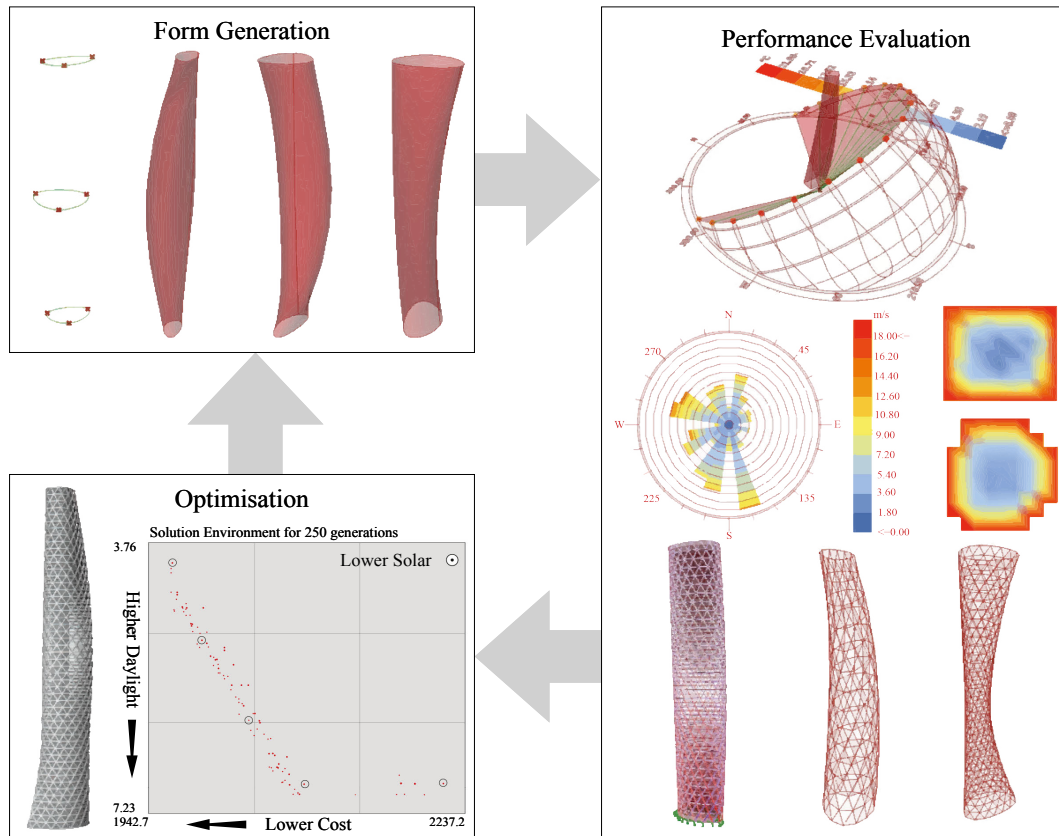 Form Generation
Performance Evaluation
N
45
E
135
S
225
W
270
m/s
18.00<-
16.20
14.40
12.60
10.80
9.00
7.20
5.40
3.60
1.80
<-0.00
Optimisation
Solution Environment for 250 generations
3.76
Lower Solar
Higher Daylight
7.23
1942.7
Lower Cost
2237.2